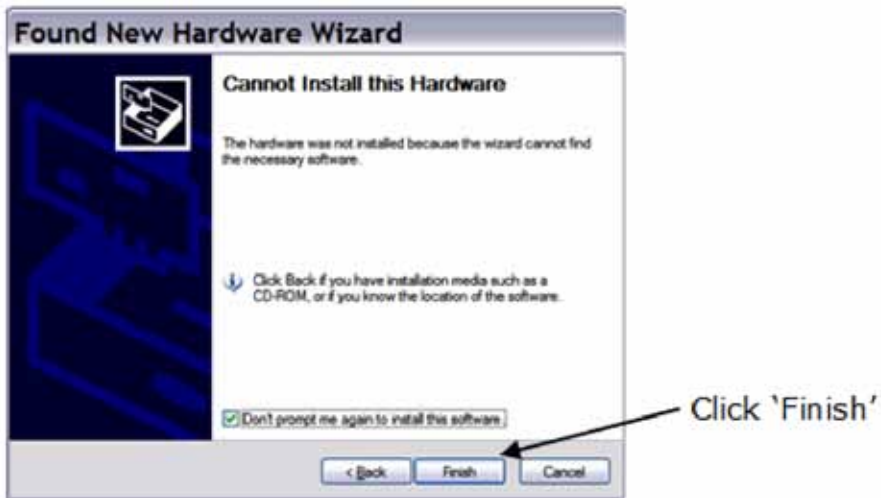 Found New Hardware Wizard
Cannot Install this Hardware
The hardware was not installed because the wizard cannot find
the necessary software.
Click Back if you have installation media such as a
CD-ROM, or if you know the location of the software.
Don't prompt me again to install this software.
Click ‘Finish’
< Back
Finish
Cancel